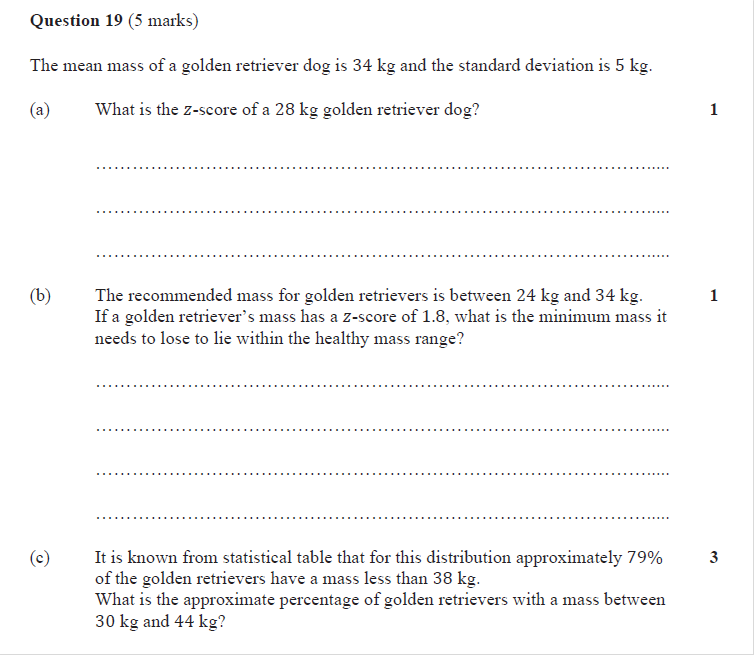 Question 19 (5 marks)
The mean mass of a golden retriever dog is 34 kg and the standard deviation is 5 kg.
(a) What is the z-score of a 28 kg golden retriever dog? 1
(b) The recommended mass for golden retrievers is between 24 kg and 34 kg. 1
If a golden retriever’s mass has a z-score of 1.8, what is the minimum mass it
needs to lose to lie within the healthy mass range?
(c) It is known from statistical table that for this distribution approximately 79% 3
of the golden retrievers have a mass less than 38 kg.
What is the approximate percentage of golden retrievers with a mass between
30 kg and 44 kg?